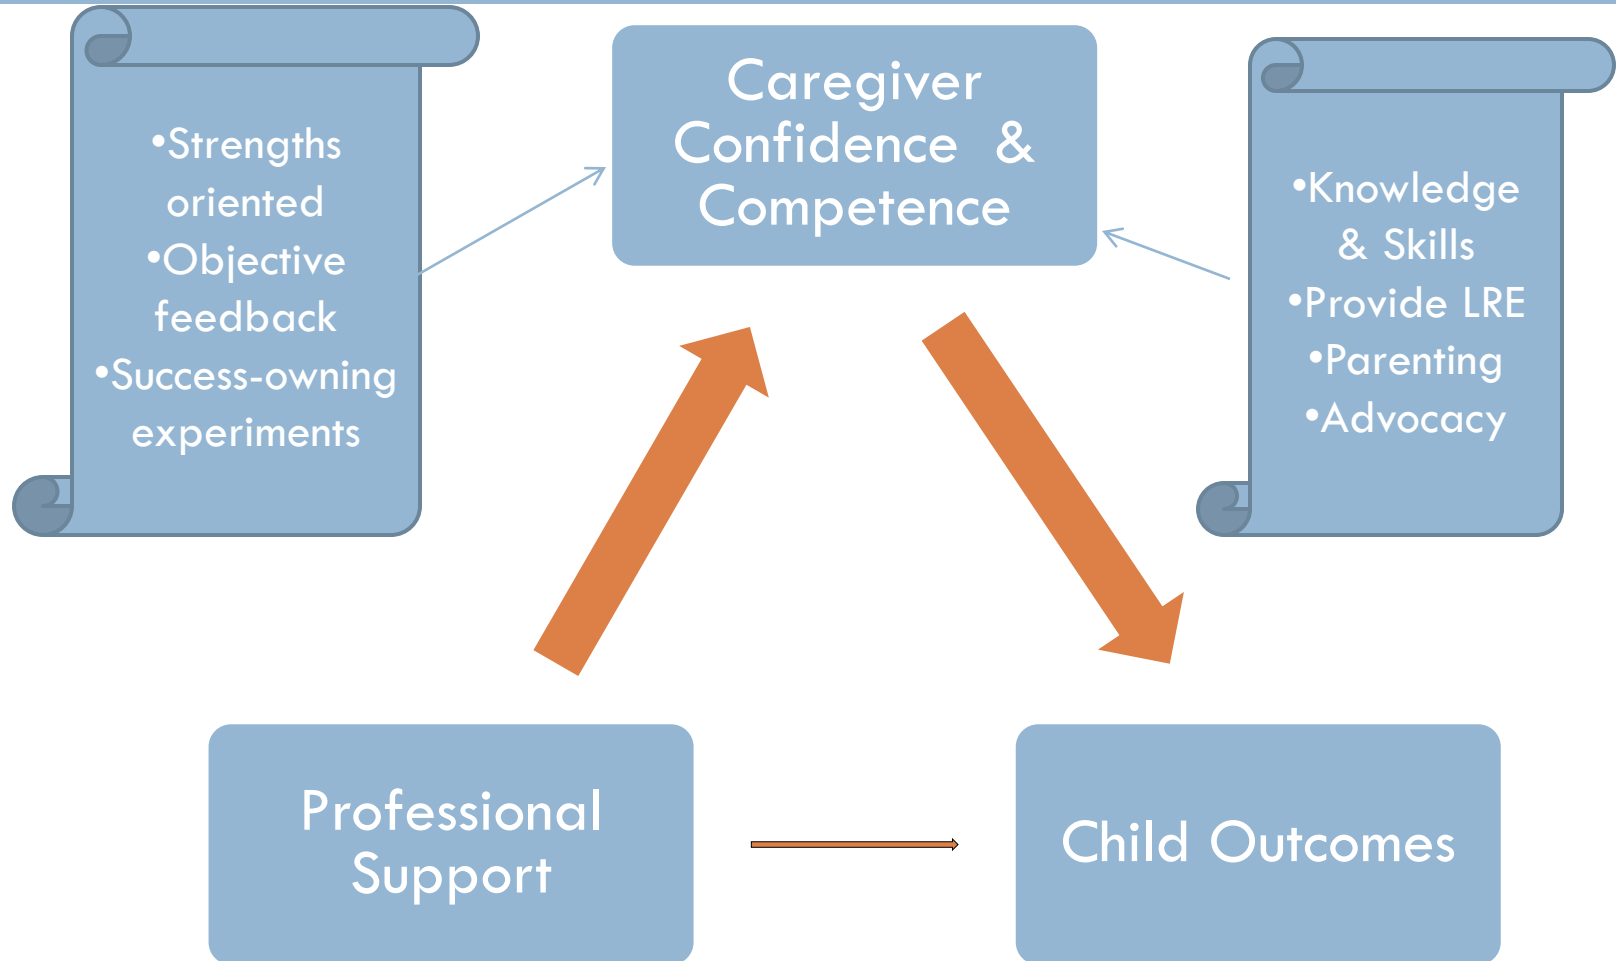 •Strengths
oriented
•Objective
feedback
•Success-owning
experiments
Caregiver
Confidence &
Competence
•Knowledge
& Skills
•Provide LRE
•Parenting
•Advocacy
Professional
Support
Child Outcomes